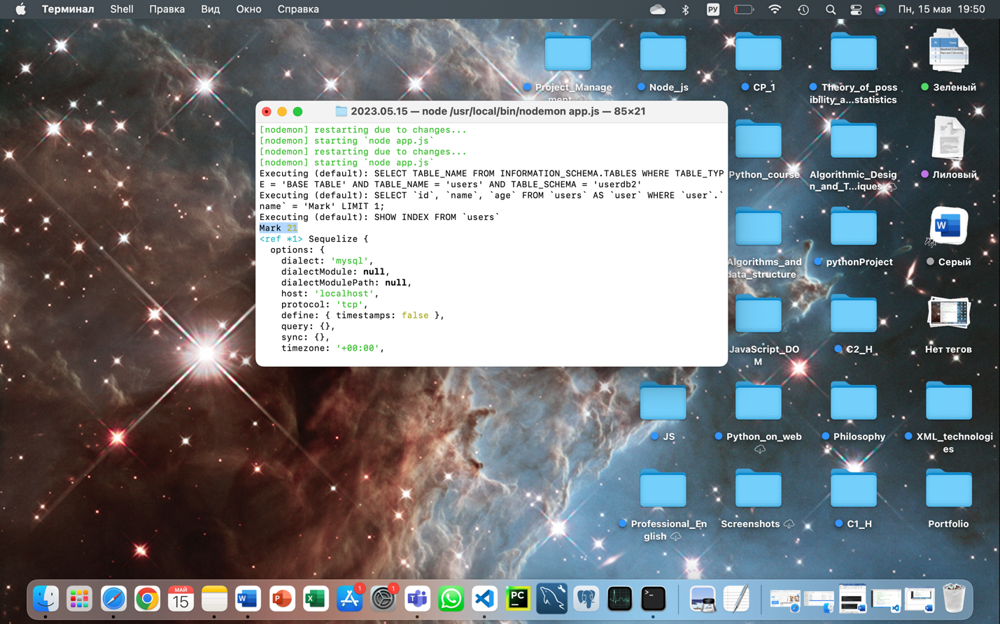 Терминал Shell Правка Вид Окно Справка РУ Пн, 15 мая 19:50
Project_Manage
ment
Node_js
CP_1
Theory_of_poss
ibility_a...statistics
Зеленый
2023.05.15 — node /usr/local/bin/nodemon app.js — 85×21
[nodemon] restarting due to changes...
[nodemon] starting `node app.js`
[nodemon] restarting due to changes...
[nodemon] starting `node app.js`
Executing (default): SELECT TABLE_NAME FROM INFORMATION_SCHEMA.TABLES WHERE TABLE_TYP
E = 'BASE TABLE' AND TABLE_NAME = 'users' AND TABLE_SCHEMA = 'userdb2'
Executing (default): SELECT `id`, `name`, `age` FROM `users` AS `user` WHERE `user`.`
name` = 'Mark' LIMIT 1;
Executing (default): SHOW INDEX FROM `users`
Mark 21
<ref *1> Sequelize {
options: {
dialect: 'mysql',
dialectModule: null,
dialectModulePath: null,
host: 'localhost',
protocol: 'tcp',
define: { timestamps: false },
query: {},
sync: {},
timezone: '+00:00',
Python_course
Algorithmic_Desig
n_and_T...iques
Лиловый
Algorithms_and
data_structure
pythonProject
Серый
JavaScript_DO
M
C2_H
Нет тегов
JS
Python_on_web
Philosophy
XML_technologi
es
Professional_En
glish
Screenshots
C1_H
Portfolio
МАЙ
15
W
P
X
1
1
PC
>_